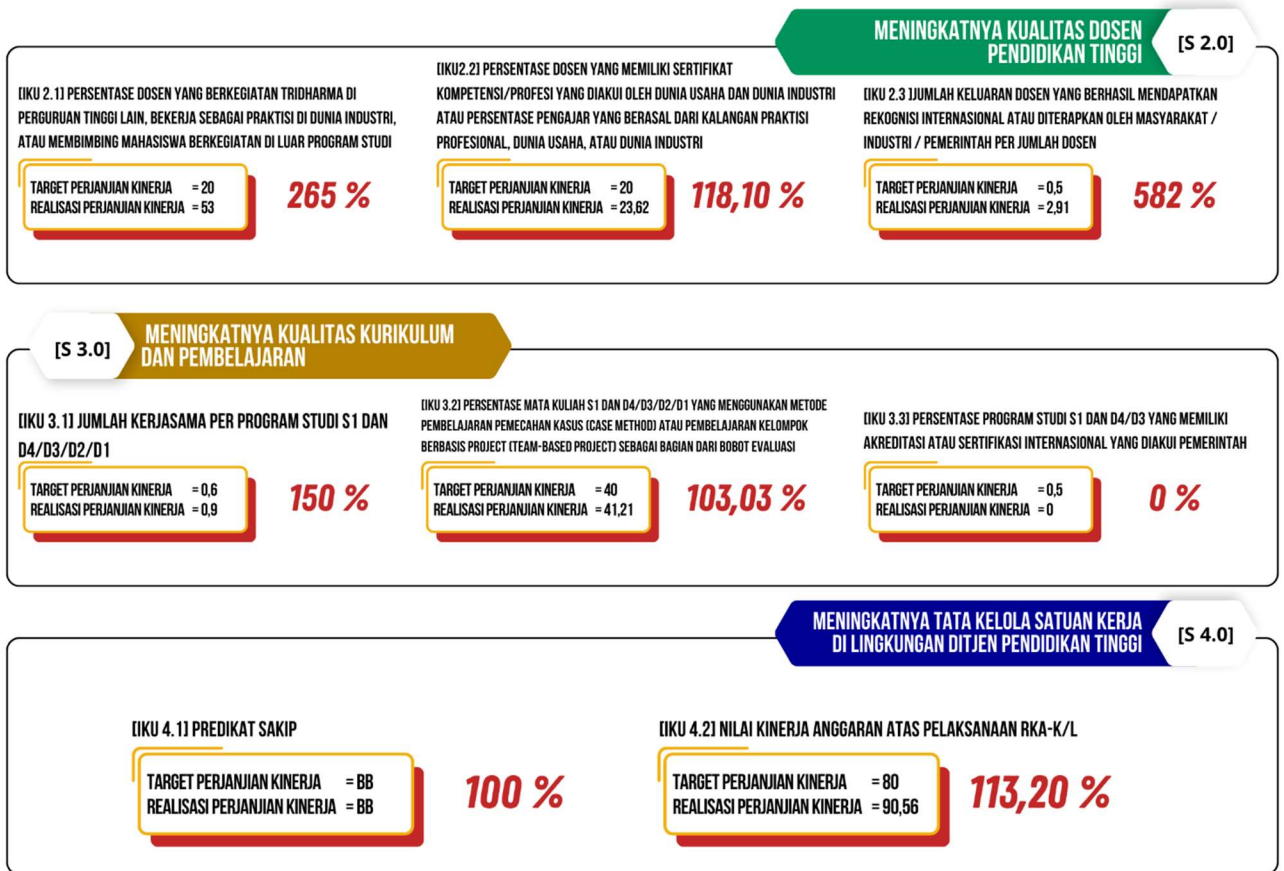 MENINGKATNYA KUALITAS DOSEN
PENDIDIKAN TINGGI
[S 2.0]
[IKU 2.1] PERSENTASE DOSEN YANG BERKEGIATAN TRIDHARMA DI
PERGURUAN TINGGI LAIN, BEKERJA SEBAGAI PRAKTISI DI DUNIA INDUSTRI,
ATAU MEMBIMBING MAHASISWA BERKEGIATAN DI LUAR PROGRAM STUDI
TARGET PERJANJIAN KINERJA = 20
REALISASI PERJANJIAN KINERJA = 53
265 %
[IKU2.2] PERSENTASE DOSEN YANG MEMILIKI SERTIFIKAT
KOMPETENSI/PROFESI YANG DIAKUI OLEH DUNIA USAHA DAN DUNIA INDUSTRI
ATAU PERSENTASE PENGAJAR YANG BERASAL DARI KALANGAN PRAKTISI
PROFESIONAL, DUNIA USAHA, ATAU DUNIA INDUSTRI
TARGET PERJANJIAN KINERJA = 20
REALISASI PERJANJIAN KINERJA = 23,62
118,10 %
[IKU 2.3 ]JUMLAH KELUARAN DOSEN YANG BERHASIL MENDAPATKAN
REKOGNISI INTERNASIONAL ATAU DITERAPKAN OLEH MASYARAKAT /
INDUSTRI / PEMERINTAH PER JUMLAH DOSEN
TARGET PERJANJIAN KINERJA = 0,5
REALISASI PERJANJIAN KINERJA = 2,91
582 %
[S 3.0]
MENINGKATNYA KUALITAS KURIKULUM
DAN PEMBELAJARAN
[IKU 3.1] JUMLAH KERJASAMA PER PROGRAM STUDI S1 DAN
D4/D3/D2/D1
TARGET PERJANJIAN KINERJA = 0,6
REALISASI PERJANJIAN KINERJA = 0,9
150 %
[IKU 3.2] PERSENTASE MATA KULIAH S1 DAN D4/D3/D2/D1 YANG MENGGUNAKAN METODE
PEMBELAJARAN PEMECAHAN KASUS (CASE METHOD) ATAU PEMBELAJARAN KELOMPOK
BERBASIS PROJECT (TEAM-BASED PROJECT) SEBAGAI BAGIAN DARI BOBOT EVALUASI
TARGET PERJANJIAN KINERJA = 40
REALISASI PERJANJIAN KINERJA = 41,21
103,03 %
[IKU 3.3] PERSENTASE PROGRAM STUDI S1 DAN D4/D3 YANG MEMILIKI
AKREDITASI ATAU SERTIFIKASI INTERNASIONAL YANG DIAKUI PEMERINTAH
TARGET PERJANJIAN KINERJA = 0,5
REALISASI PERJANJIAN KINERJA = 0
0 %
MENINGKATNYA TATA KELOLA SATUAN KERJA
DI LINGKUNGAN DITJEN PENDIDIKAN TINGGI
[S 4.0]
[IKU 4.1] PREDIKAT SAKIP
TARGET PERJANJIAN KINERJA = BB
REALISASI PERJANJIAN KINERJA = BB
100 %
[IKU 4.2] NILAI KINERJA ANGGARAN ATAS PELAKSANAAN RKA-K/L
TARGET PERJANJIAN KINERJA = 80
REALISASI PERJANJIAN KINERJA = 90,56
113,20 %